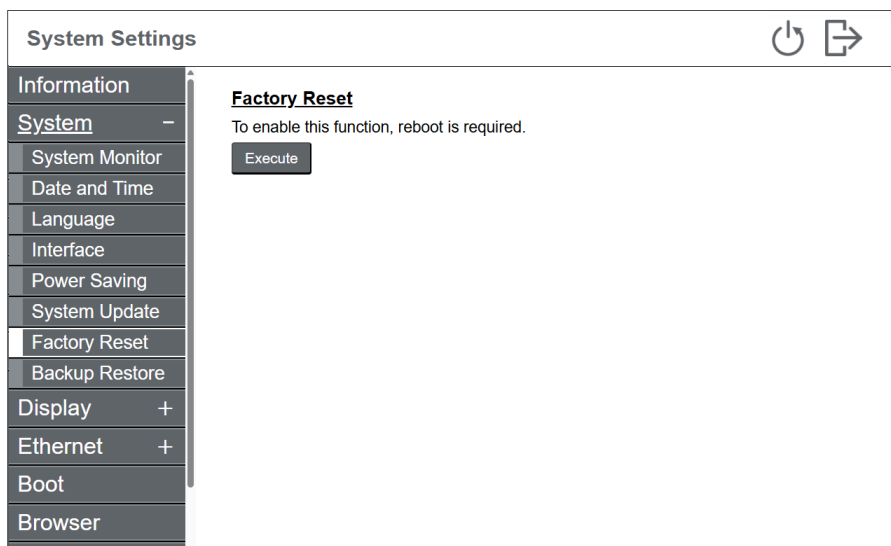 System Settings
Information
System −
System Monitor
Date and Time
Language
Interface
Power Saving
System Update
Factory Reset
Backup Restore
Display +
Ethernet +
Boot
Browser
Factory Reset
To enable this function, reboot is required.
Execute